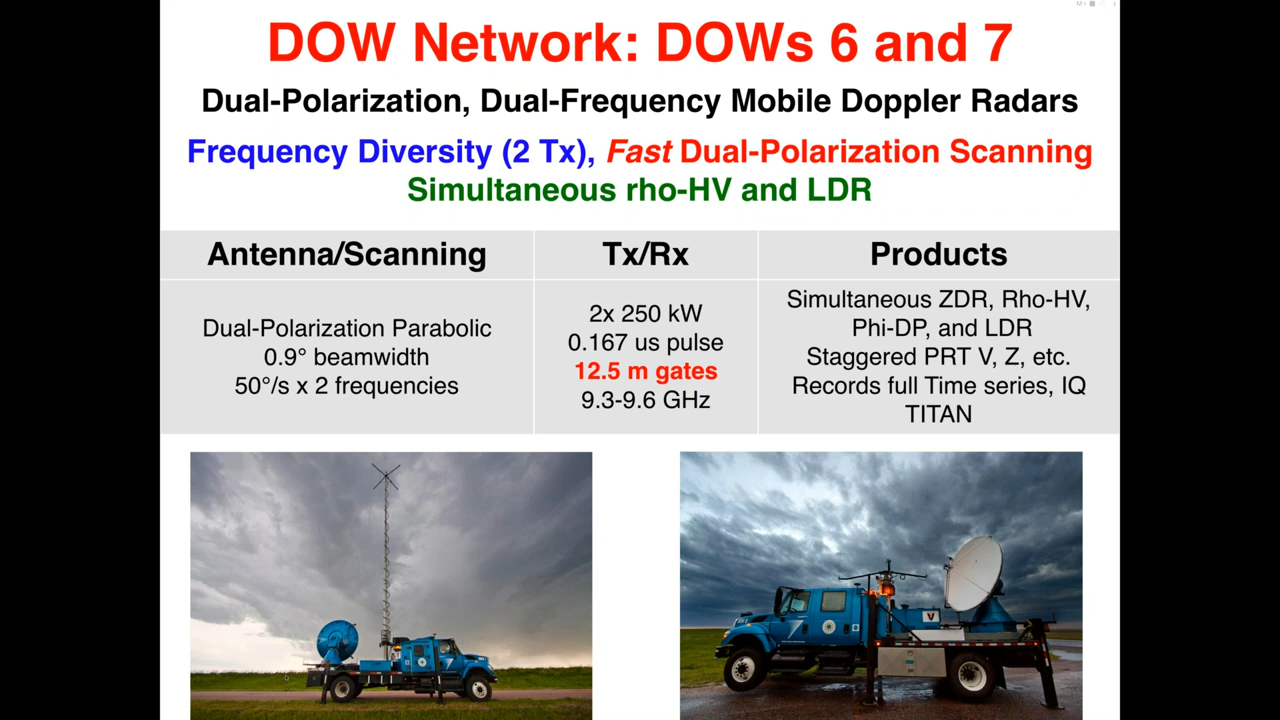 DOW Network: DOWs 6 and 7
Dual-Polarization, Dual-Frequency Mobile Doppler Radars
Frequency Diversity (2 Tx), Fast Dual-Polarization Scanning
Simultaneous rho-HV and LDR
Antenna/Scanning
Dual-Polarization Parabolic
0.9° beamwidth
50°/s x 2 frequencies
Tx/Rx
2x 250 kW
0.167 us pulse
12.5 m gates
9.3-9.6 GHz
Products
Simultaneous ZDR, Rho-HV,
Phi-DP, and LDR
Staggered PRT V, Z, etc.
Records full Time series, IQ
TITAN
V